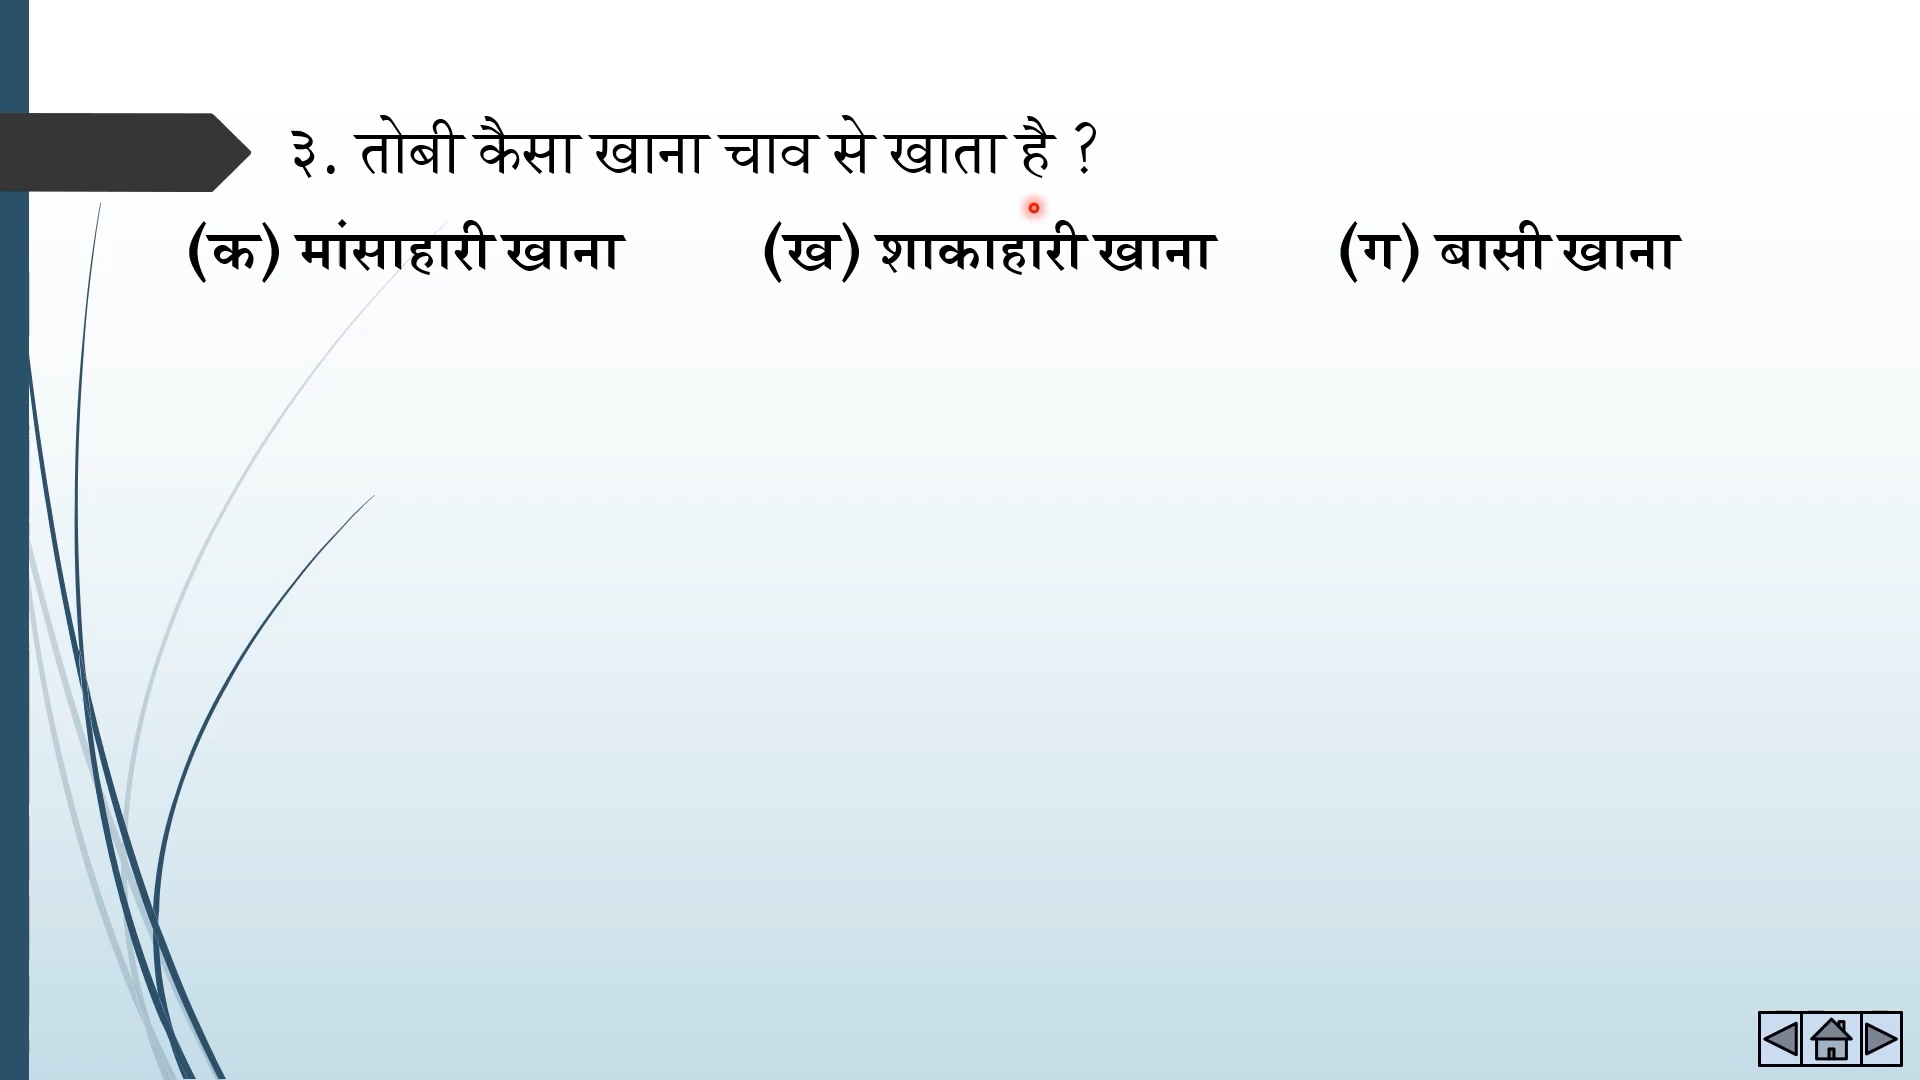 ३. तोबी कैसा खाना चाव से खाता है ?
(क) मांसाहारी खाना (ख) शाकाहारी खाना (ग) बासी खाना